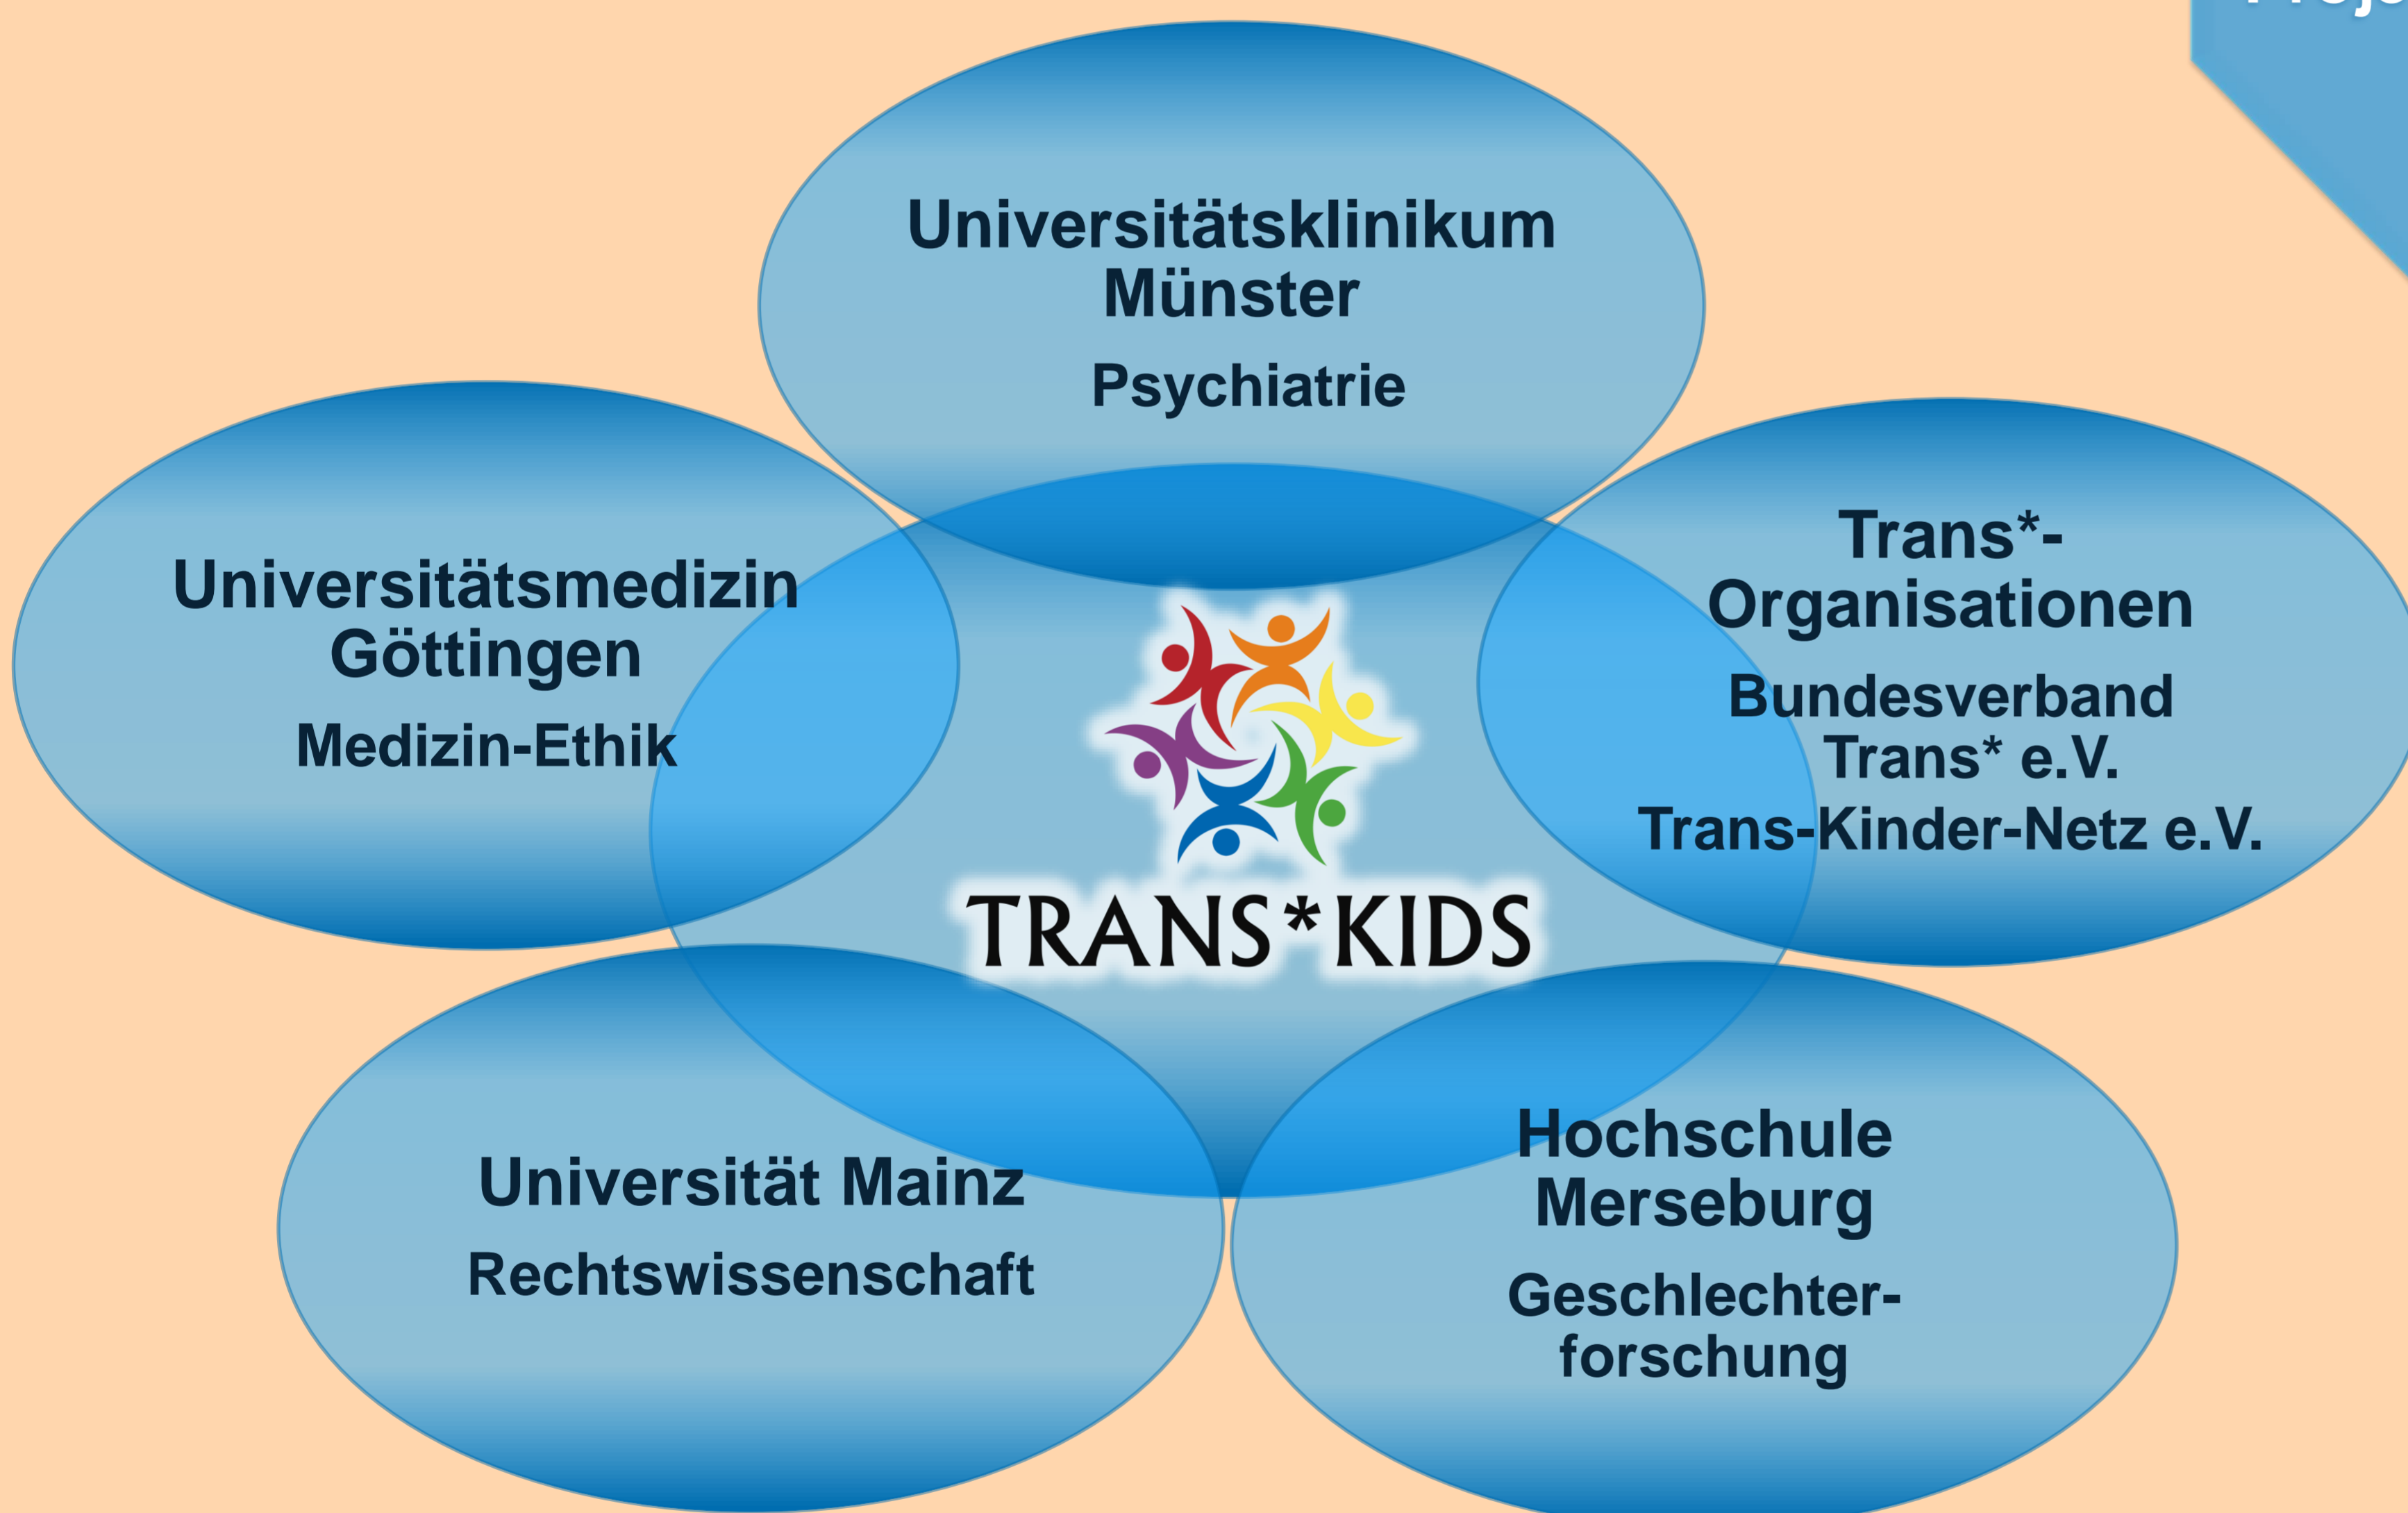 Universitätsklinikum
Münster
Psychiatrie
Universitätsmedizin
Göttingen
Medizin-Ethik
Trans*-
Organisationen
Bundesverband
Trans* e.V.
Trans-Kinder-Netz e.V.
TRANS*KIDS
Universität Mainz
Rechtswissenschaft
Hochschule
Merseburg
Geschlechter-
forschung